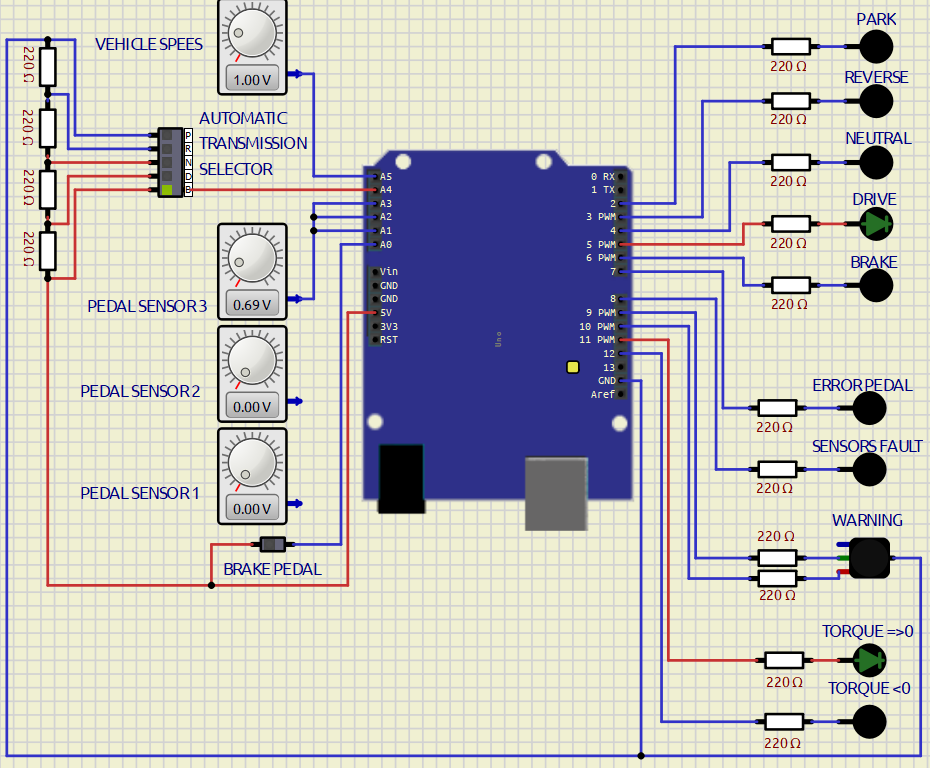 VEHICLE SPEES
1.00 V
220 Ω
220 Ω
220 Ω
220 Ω
AUTOMATIC
TRANSMISSION
SELECTOR
P
R
N
D
B
PEDAL SENSOR 3
0.69 V
PEDAL SENSOR 2
0.00 V
PEDAL SENSOR 1
0.00 V
BRAKE PEDAL
A5
A4
A3
A2
A1
A0
Vin
GND
GND
5V
3V3
RST
Uno
0 RX
1 TX
2
3 PWM
4
5 PWM
6 PWM
7
8
9 PWM
10 PWM
11 PWM
12
13
GND
Aref
PARK
220 Ω
REVERSE
220 Ω
NEUTRAL
220 Ω
DRIVE
220 Ω
BRAKE
220 Ω
ERROR PEDAL
220 Ω
SENSORS FAULT
220 Ω
WARNING
220 Ω
220 Ω
TORQUE =>0
220 Ω
TORQUE <0
220 Ω